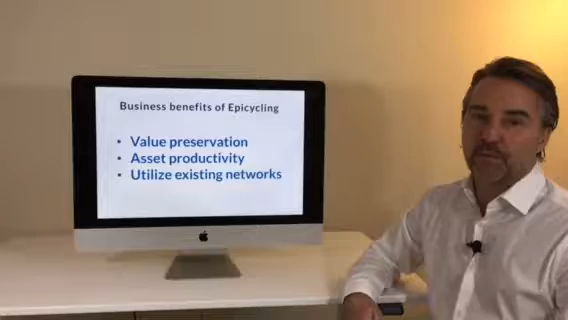 Business benefits of Epicycling
• Value preservation
• Asset productivity
• Utilize existing networks